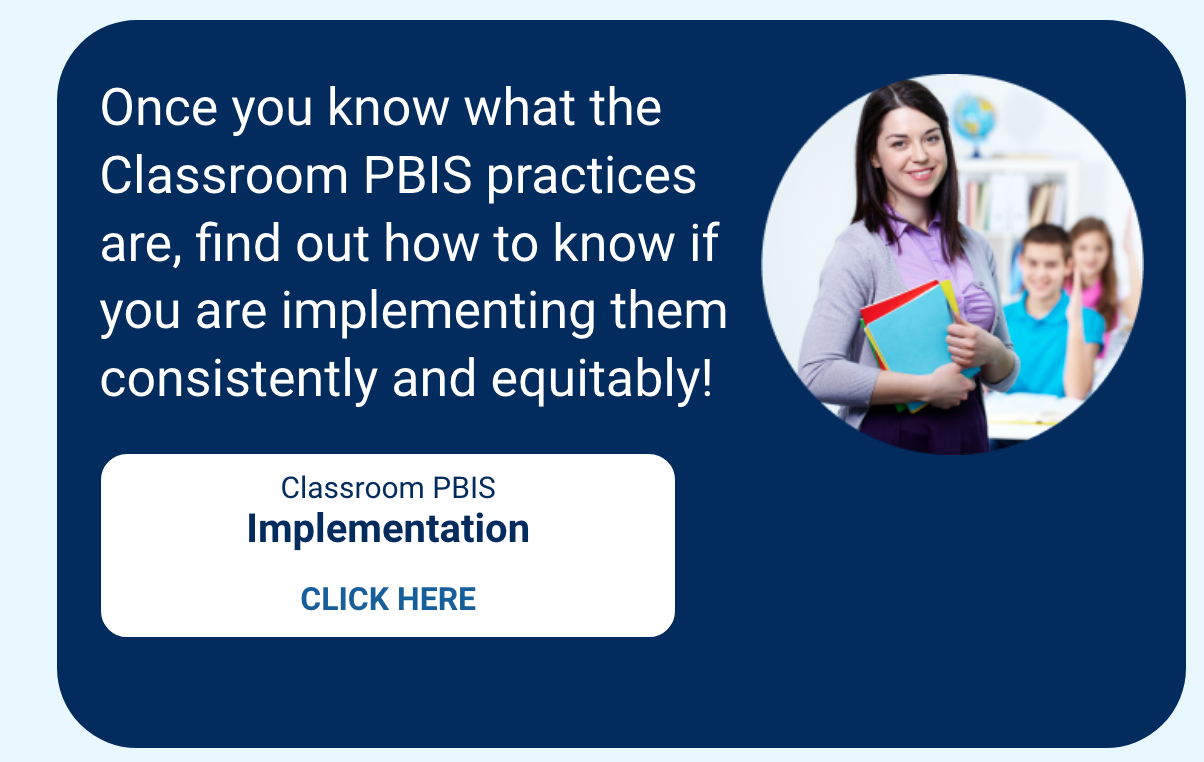 Once you know what the
Classroom PBIS practices
are, find out how to know if
you are implementing them
consistently and equitably!
Classroom PBIS
Implementation
CLICK HERE